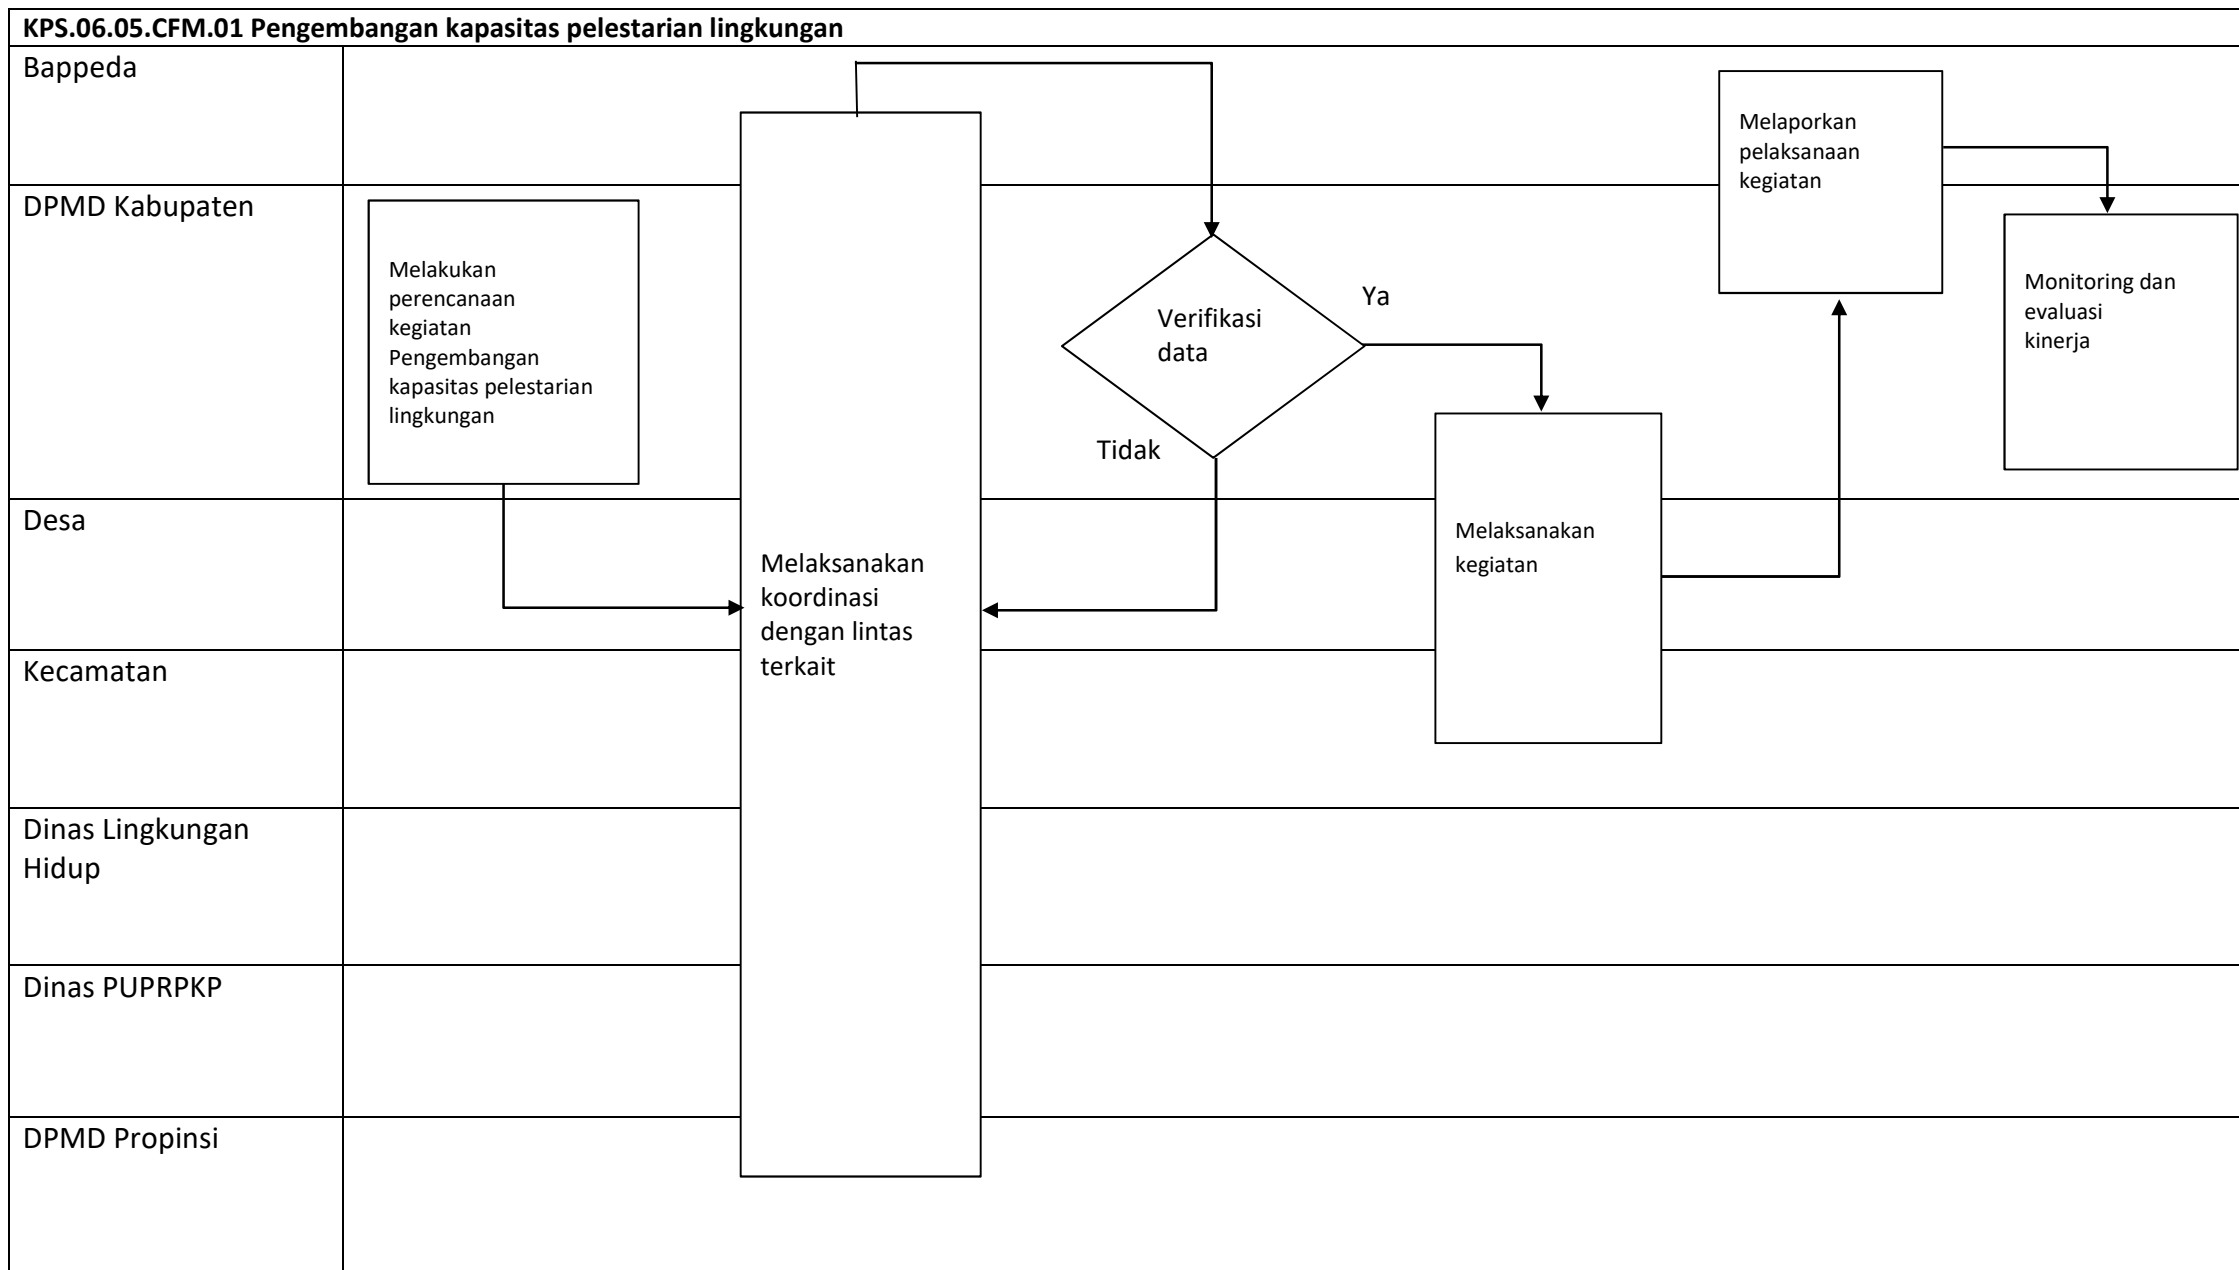 KPS.06.05.CFM.01 Pengembangan kapasitas pelestarian lingkungan
Bappeda
Melaporkan
pelaksanaan
kegiatan
DPMD Kabupaten
Melakukan
perencanaan
kegiatan
Pengembangan
kapasitas pelestarian
lingkungan
Verifikasi
data
Ya
Tidak
Monitoring dan
evaluasi
kinerja
Desa
Melaksanakan
koordinasi
dengan lintas
terkait
Melaksanakan
kegiatan
Kecamatan
Dinas Lingkungan
Hidup
Dinas PUPRPKP
DPMD Propinsi